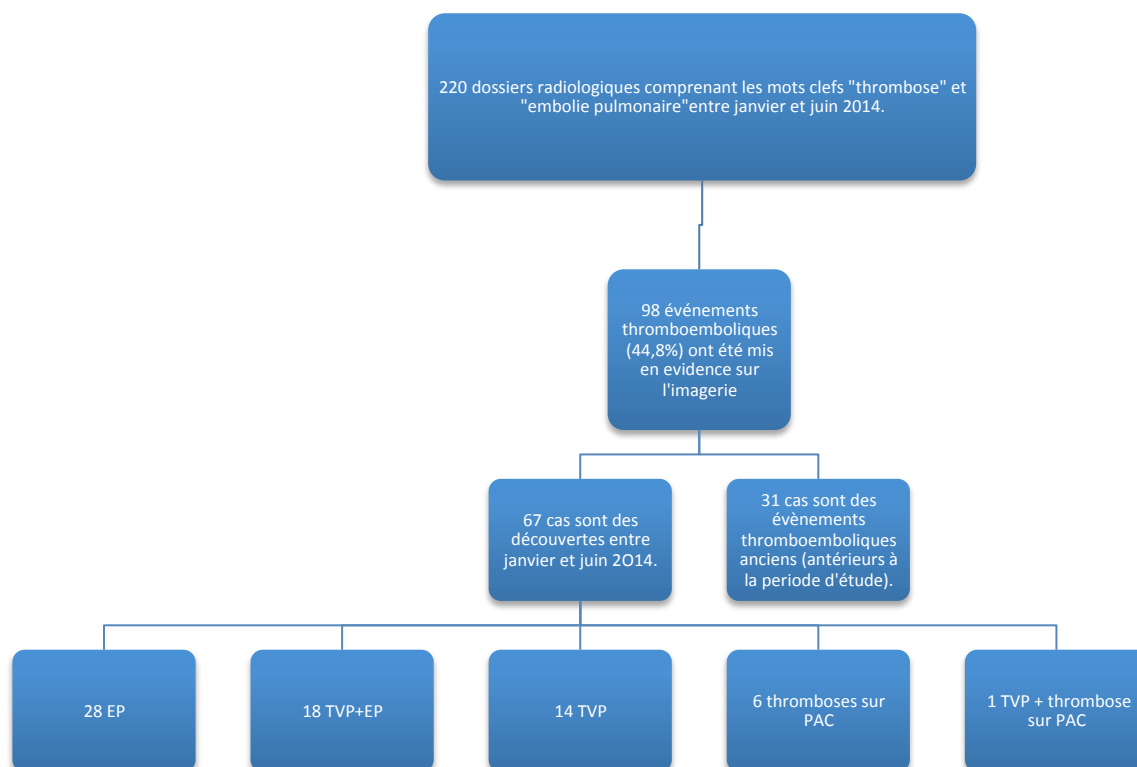 220 dossiers radiologiques comprenant les mots clefs "thrombose" et
"embolie pulmonaire"entre janvier et juin 2014.
98 événements
thromboemboliques
(44,8%) ont été mis
en evidence sur
l'imagerie
67 cas sont des
découvertes entre
janvier et juin 2O14.
31 cas sont des
évènements
thromboemboliques
anciens (antérieurs à
la periode d'étude).
28 EP
18 TVP+EP
14 TVP
6 thromboses sur
PAC
1 TVP + thrombose
sur PAC